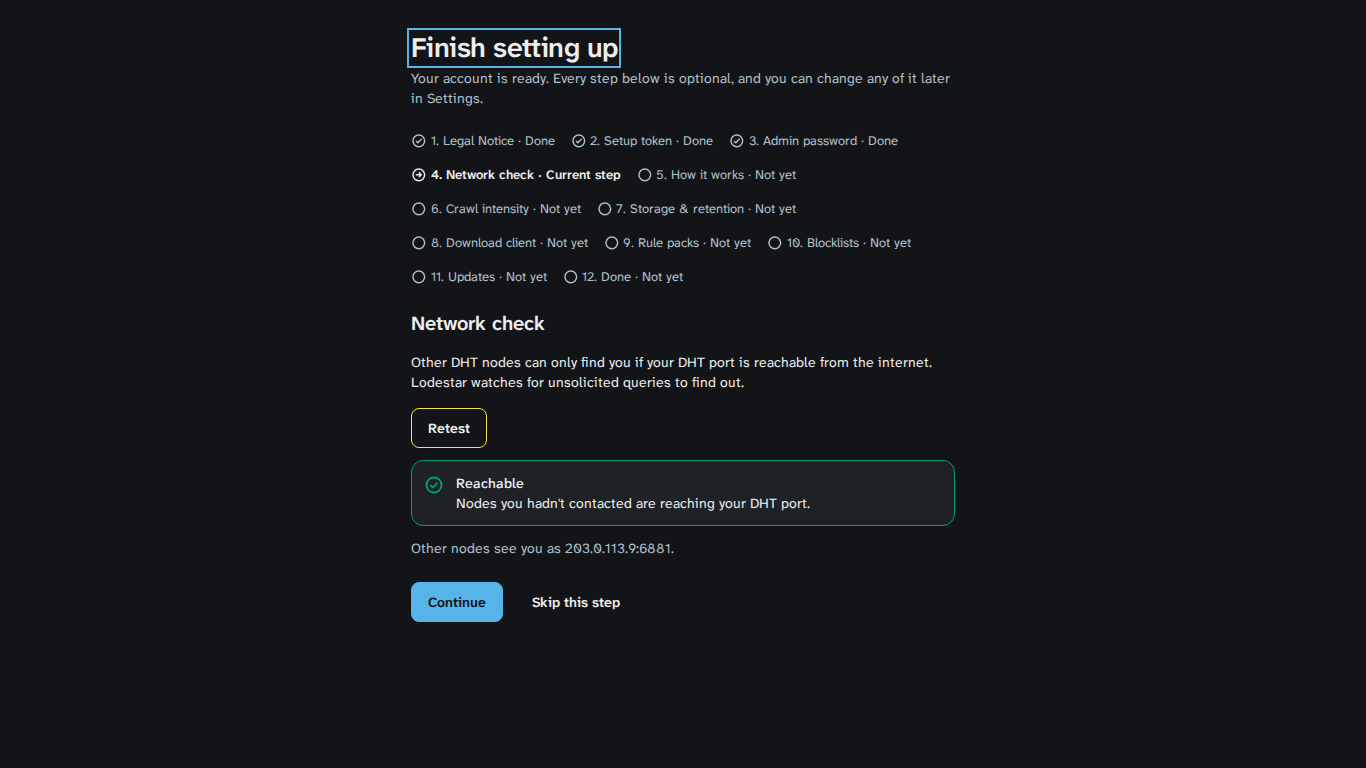 Finish setting up
Your account is ready. Every step below is optional, and you can change any of it later
in Settings.
1. Legal Notice · Done 2. Setup token · Done 3. Admin password · Done
4. Network check · Current step 5. How it works · Not yet
6. Crawl intensity · Not yet 7. Storage & retention · Not yet
8. Download client · Not yet 9. Rule packs · Not yet 10. Blocklists · Not yet
11. Updates · Not yet 12. Done · Not yet
Network check
Other DHT nodes can only find you if your DHT port is reachable from the internet.
Lodestar watches for unsolicited queries to find out.
Retest
Reachable
Nodes you hadn't contacted are reaching your DHT port.
Other nodes see you as 203.0.113.9:6881.
Continue Skip this step